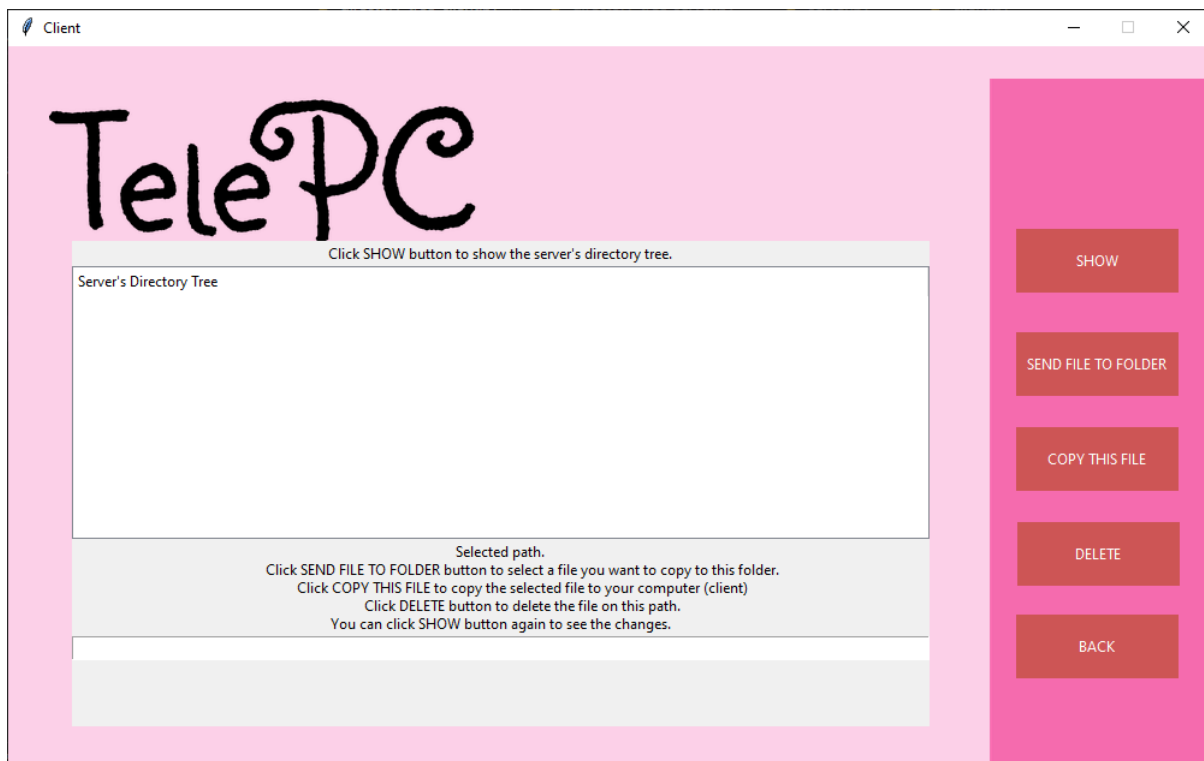 Client
TelePC
Click SHOW button to show the server's directory tree.
Server's Directory Tree
Selected path.
Click SEND FILE TO FOLDER button to select a file you want to copy to this folder.
Click COPY THIS FILE to copy the selected file to your computer (client)
Click DELETE button to delete the file on this path.
You can click SHOW button again to see the changes.
SHOW
SEND FILE TO FOLDER
COPY THIS FILE
DELETE
BACK